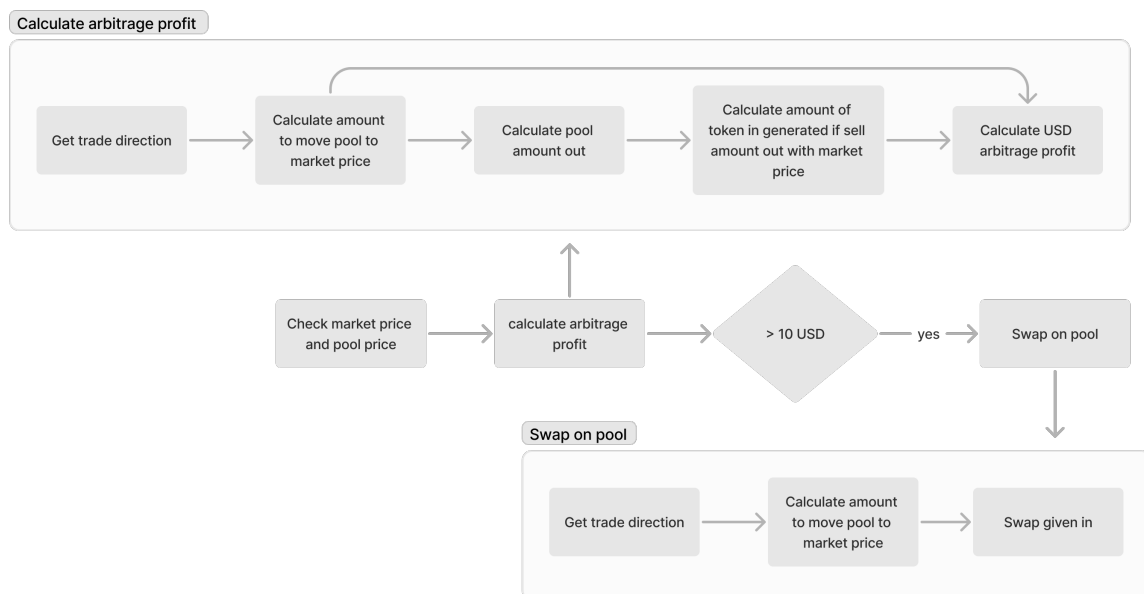 Calculate arbitrage profit
Get trade direction
Calculate amount
to move pool to
market price
Calculate pool
amount out
Calculate amount of
token in generated if sell
amount out with market
price
Calculate USD
arbitrage profit
Check market price
and pool price
calculate arbitrage
profit
> 10 USD
yes
Swap on pool
Swap on pool
Get trade direction
Calculate amount
to move pool to
market price
Swap given in